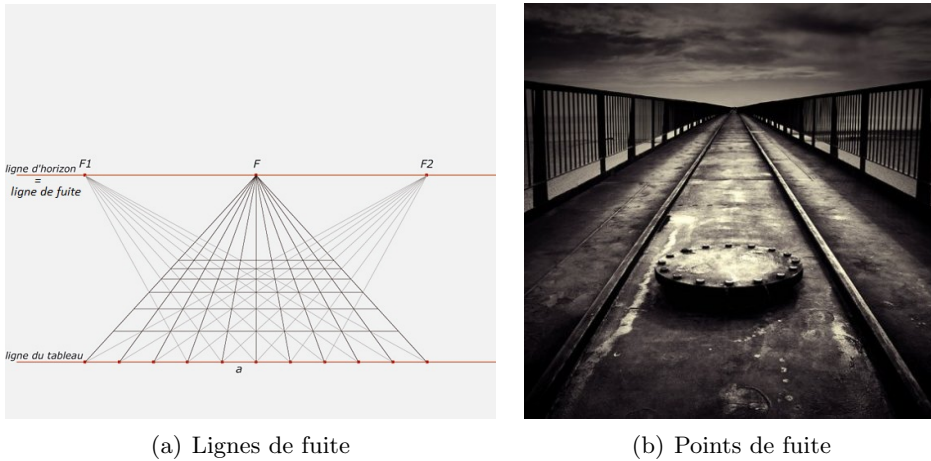 ligne d'horizon F1 F F2
=
ligne de fuite
ligne du tableau
a
(a) Lignes de fuite
(b) Points de fuite